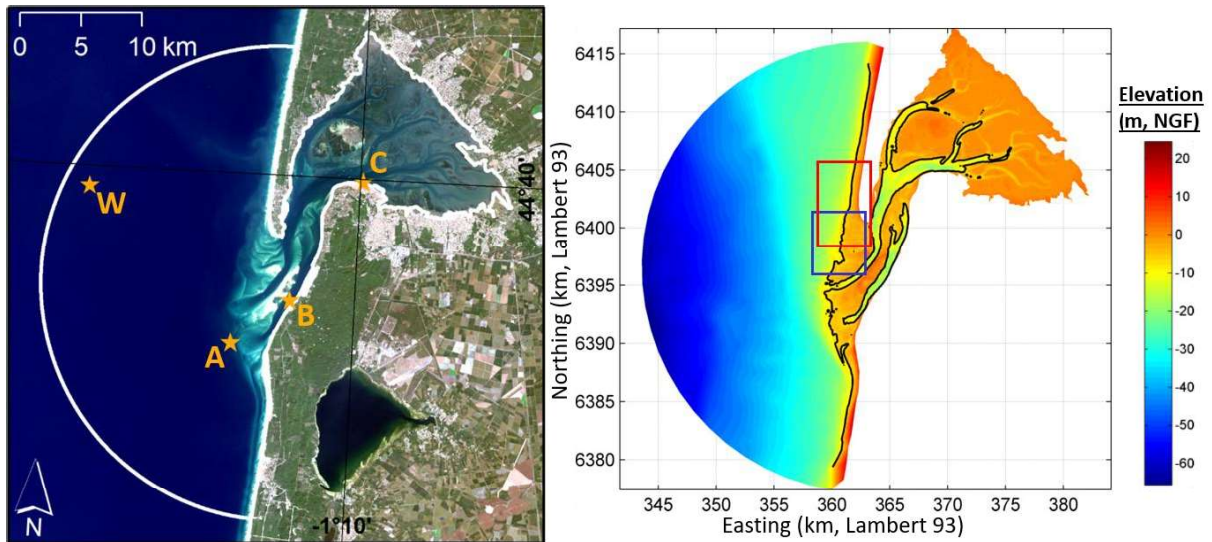 0 5 10 km
W
C
B
A
44°40'
-1°10'
N
Northing (km, Lambert 93)
6415
6410
6405
6400
6395
6390
6385
6380
345 350 355 360 365 370 375 380
Easting (km, Lambert 93)
Elevation
(m, NGF)
20
10
0
-10
-20
-30
-40
-50
-60